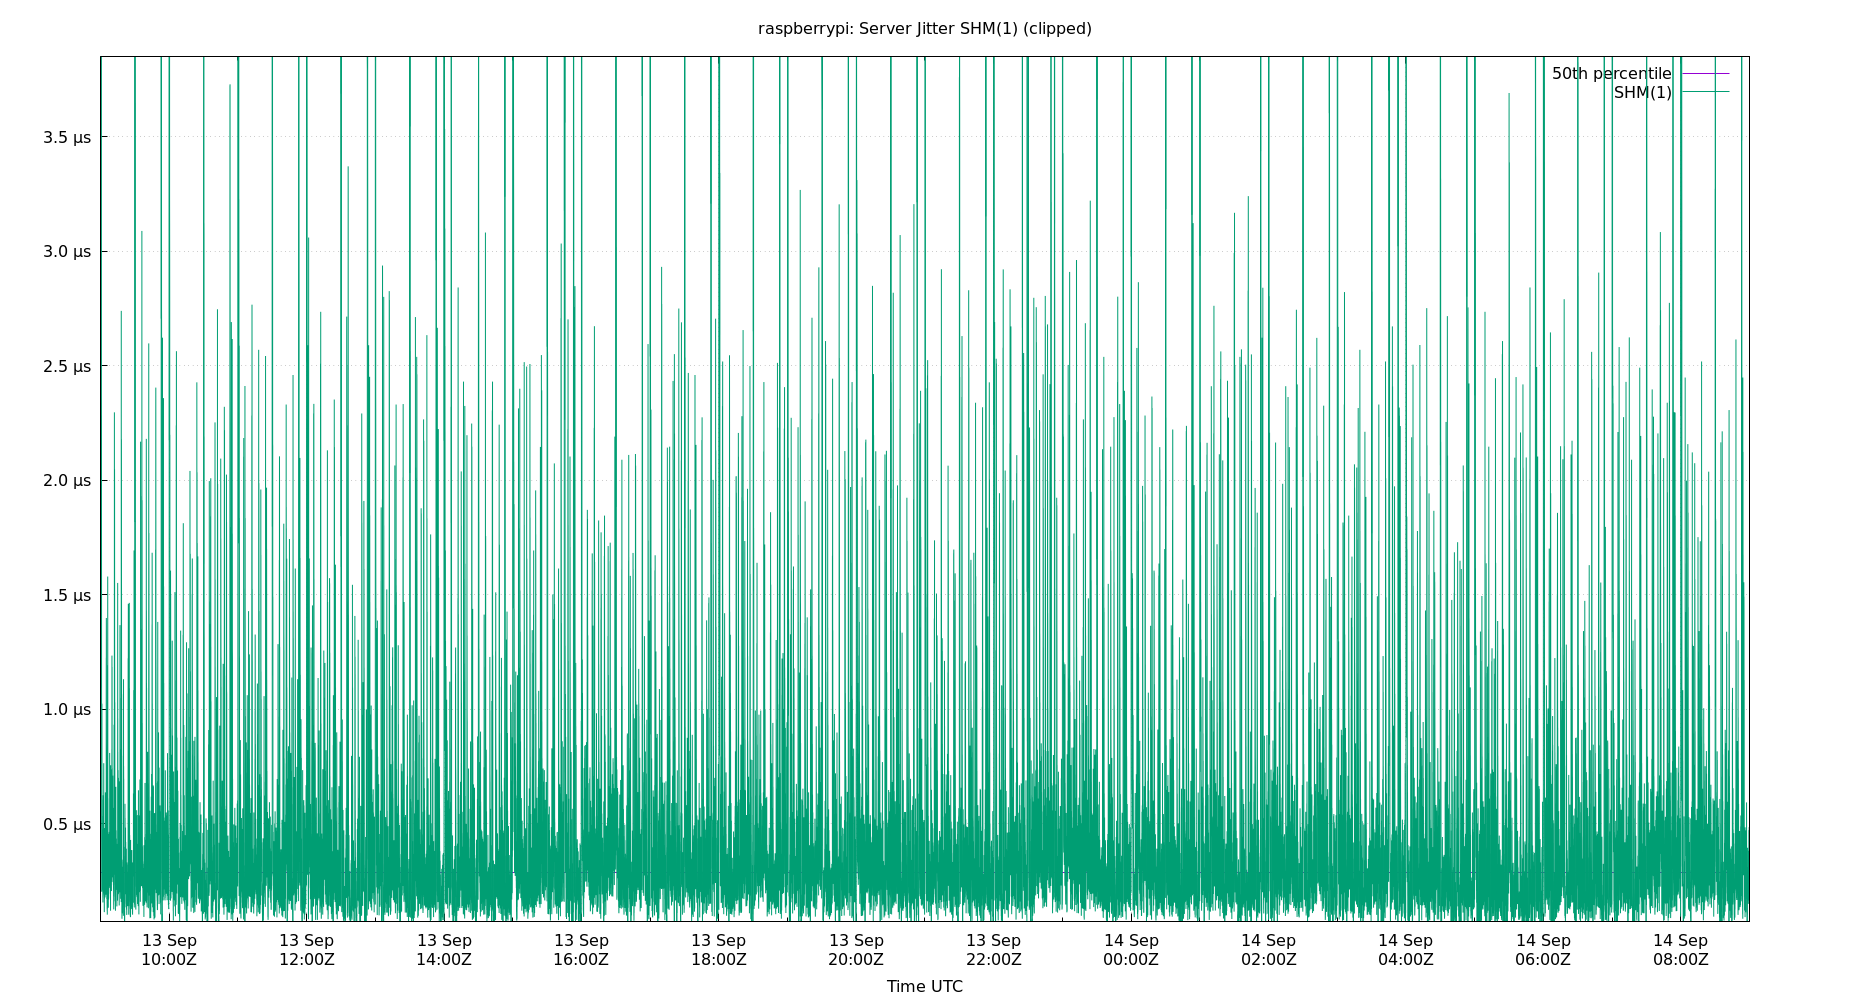 raspberrypi: Server Jitter SHM(1) (clipped)
50th percentile
SHM(1)
3.5 µs
3.0 µs
2.5 µs
2.0 µs
1.5 µs
1.0 µs
0.5 µs
13 Sep 13 Sep 13 Sep 13 Sep 13 Sep 13 Sep 13 Sep 14 Sep 14 Sep 14 Sep 14 Sep 14 Sep
10:00Z 12:00Z 14:00Z 16:00Z 18:00Z 20:00Z 22:00Z 00:00Z 02:00Z 04:00Z 06:00Z 08:00Z
Time UTC